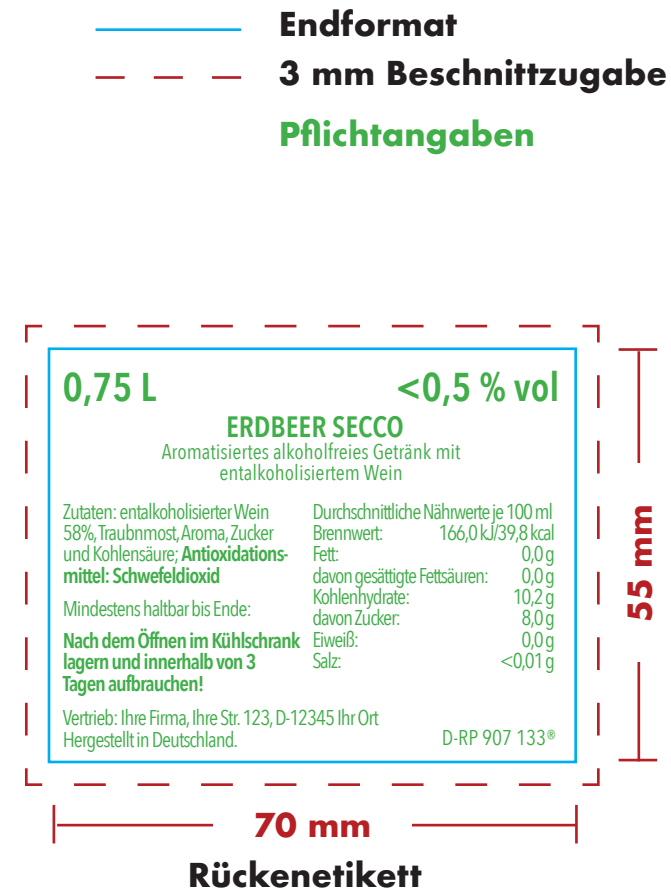 Endformat
3 mm Beschnittzugabe
Pflichtangaben
0,75 L <0,5 % vol
ERDBEER SECCO
Aromatisiertes alkoholfreies Getränk mit
entalkoholisiertem Wein
Zutaten: entalkoholisierter Wein
58%, Traubnmost, Aroma, Zucker
und Kohlensäure; Antioxidations-
mittel: Schwefeldioxid
Mindestens haltbar bis Ende:
Nach dem Öffnen im Kühlschrank
lagern und innerhalb von 3
Tagen aufbrauchen!
Durchschnittliche Nährwerte je 100 ml
Brennwert: 166,0 kJ/39,8 kcal
Fett: 0,0 g
davon gesättigte Fettsäuren: 0,0 g
Kohlenhydrate: 10,2 g
davon Zucker: 8,0 g
Eiweiß: 0,0 g
Salz: <0,01 g
Vertrieb: Ihre Firma, Ihre Str. 123, D-12345 Ihr Ort
Hergestellt in Deutschland.
D-RP 907 133®
55 mm
70 mm
Rückenetikett